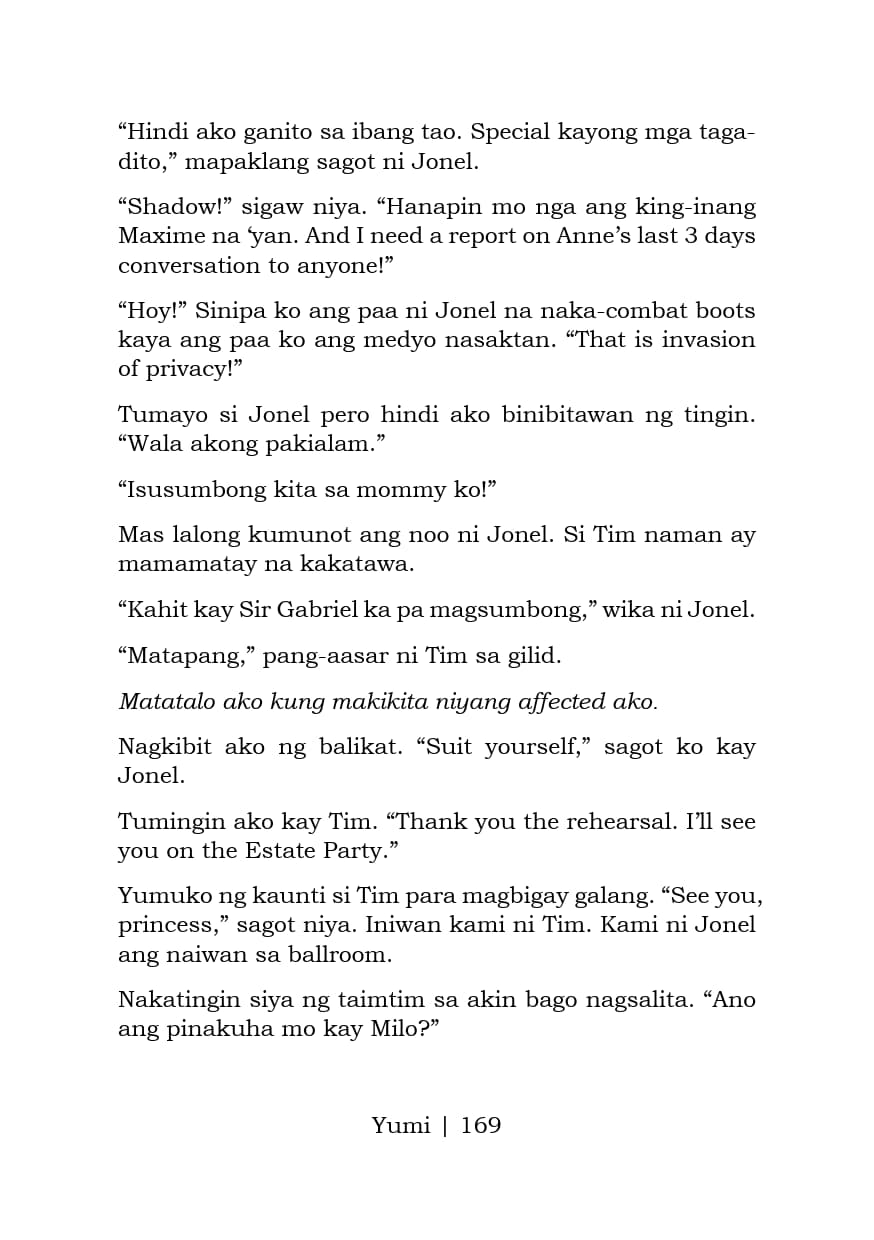 “Hindi ako ganito sa ibang tao. Special kayong mga taga-
dito,” mapaklang sagot ni Jonel.
“Shadow!” sigaw niya. “Hanapin mo nga ang king-inang
Maxime na ‘yan. And I need a report on Anne’s last 3 days
conversation to anyone!”
“Hoy!” Sinipa ko ang paa ni Jonel na naka-combat boots
kaya ang paa ko ang medyo nasaktan. “That is invasion
of privacy!”
Tumayo si Jonel pero hindi ako binibitawan ng tingin.
“Wala akong pakialam.”
“Isusumbong kita sa mommy ko!”
Mas lalong kumunot ang noo ni Jonel. Si Tim naman ay
mamamatay na kakatawa.
“Kahit kay Sir Gabriel ka pa magsumbong,” wika ni Jonel.
“Matapang,” pang-aasar ni Tim sa gilid.
Matatalo ako kung makikita niyang affected ako.
Nagkibit ako ng balikat. “Suit yourself,” sagot ko kay
Jonel.
Tumingin ako kay Tim. “Thank you the rehearsal. I’ll see
you on the Estate Party.”
Yumuko ng kaunti si Tim para magbigay galang. “See you,
princess,” sagot niya. Iniwan kami ni Tim. Kami ni Jonel
ang naiwan sa ballroom.
Nakatingin siya ng taimtim sa akin bago nagsalita. “Ano
ang pinakuha mo kay Milo?”
Yumi | 169